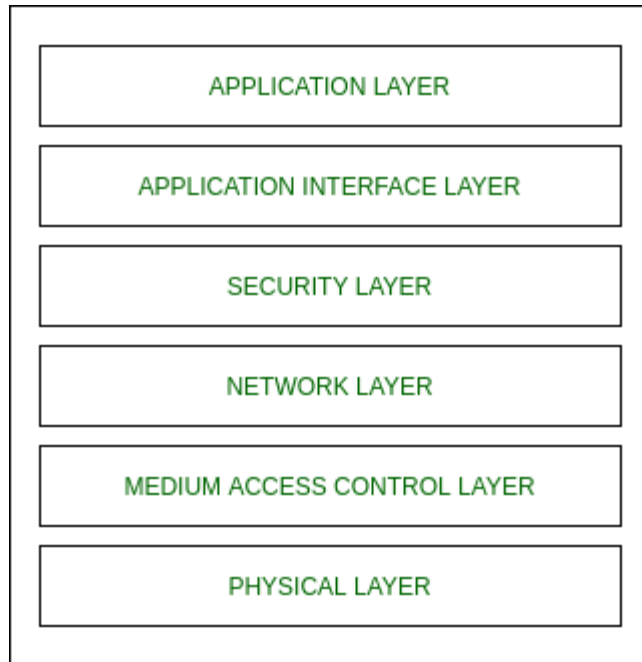 APPLICATION LAYER
APPLICATION INTERFACE LAYER
SECURITY LAYER
NETWORK LAYER
MEDIUM ACCESS CONTROL LAYER
PHYSICAL LAYER